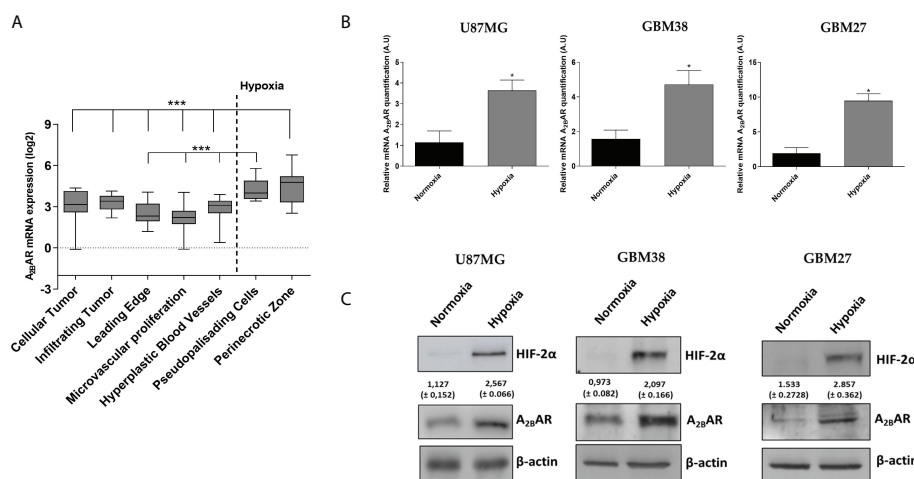 A
Hypoxia
***
***
A2BAR mRNA expression (log2)
9
6
3
0
-3
Cellular Tumor
Infiltrating Tumor
Leading Edge
Microvascular proliferation
Hyperplastic Blood Vessels
Pseudopalisading Cells
Perinecrotic Zone
B
U87MG
Relative mRNA A2BAR quantification (A.U)
5
4
3
2
1
0
*
Normoxia
Hypoxia
GBM38
Relative mRNA A2BAR quantification (A.U)
6
4
2
0
*
Normoxia
Hypoxia
GBM27
Relative mRNA A2BAR quantification (A.U)
15
10
5
0
*
Normoxia
Hypoxia
C
U87MG
Normoxia
Hypoxia
HIF-2α
1,127 2,567
(± 0,152) (± 0.066)
A2BAR
β-actin
GBM38
Normoxia
Hypoxia
HIF-2α
0,973 2,097
(± 0.082) (± 0.166)
A2BAR
β-actin
GBM27
Normoxia
Hypoxia
HIF-2α
1.533 2.857
(± 0.2728) (± 0.362)
A2BAR
β-actin